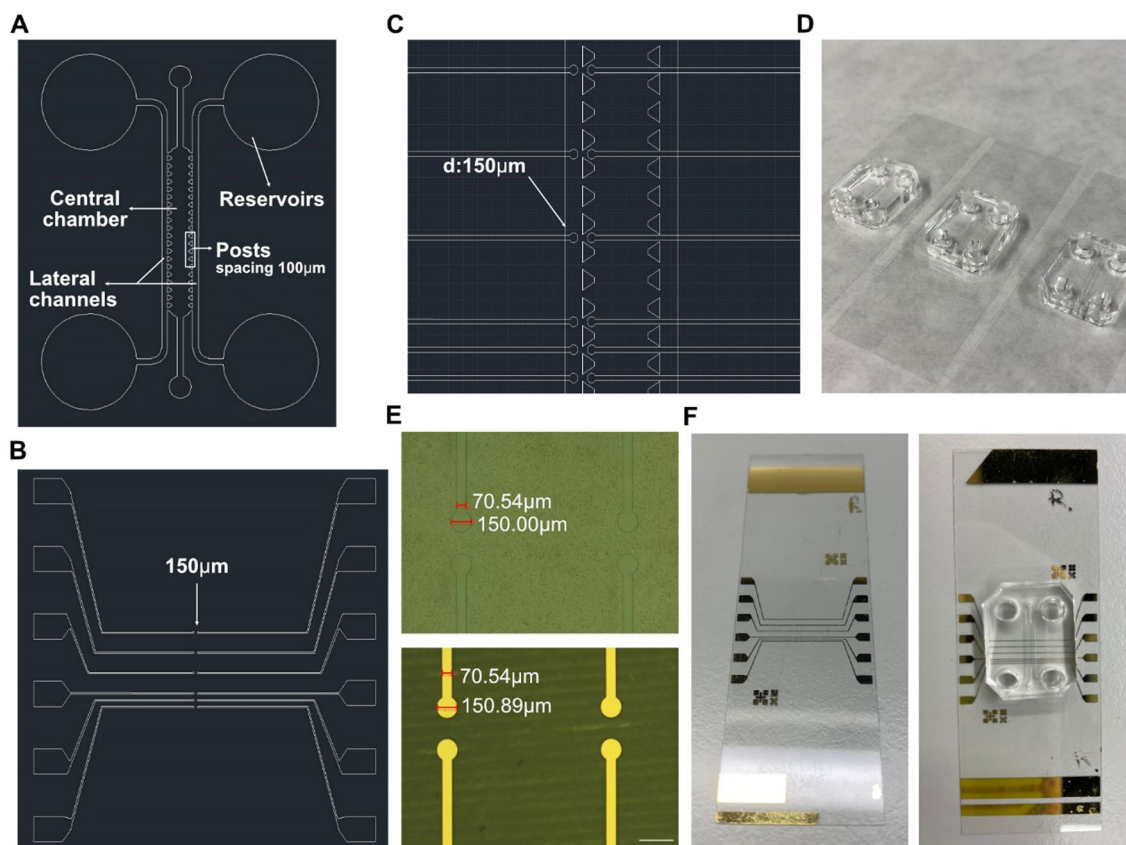 A
Central
chamber
Reservoirs
Posts
spacing 100µm
Lateral
channels
B
150µm
C
d:150µm
D
E
70.54µm
150.00µm
70.54µm
150.89µm
F
R
R.